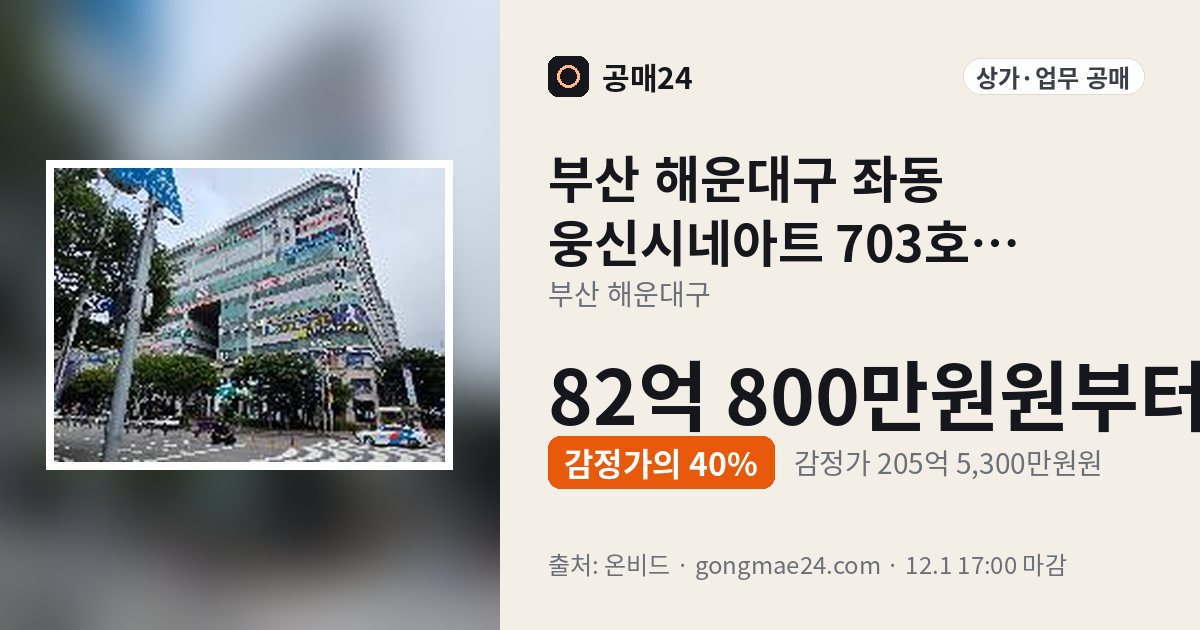 공매24
상가·업무 공매
부산 해운대구 좌동
웅신시네아트 703호…
부산 해운대구
82억 800만원원부터
감정가의 40% 감정가 205억 5,300만원원
출처: 온비드 · gongmae24.com · 12.1 17:00 마감